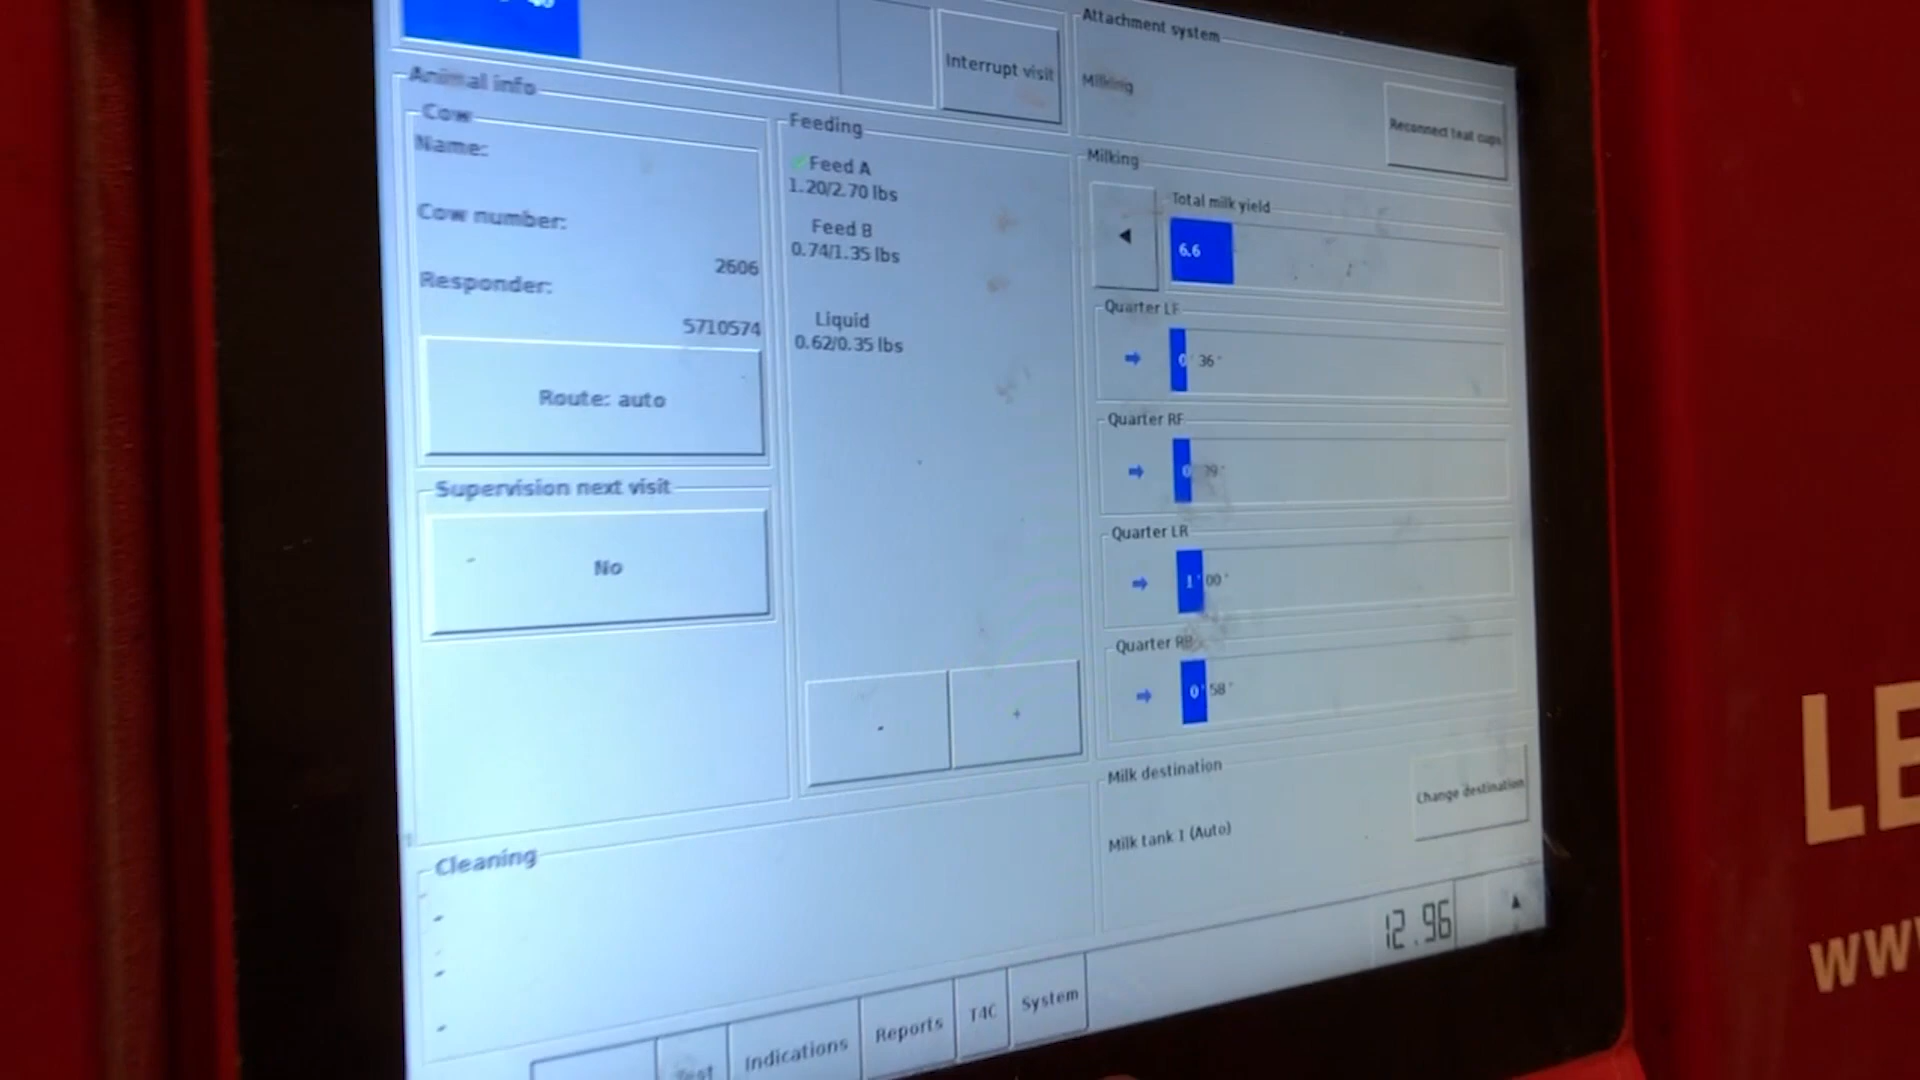 Interrupt visit
Animal info
Cow
Name:
Cow number:
2606
Responder:
5710574
Route: auto
Supervision next visit
No
Feeding
Feed A
1.20/2.70 lbs
Feed B
0.74/1.35 lbs
Liquid
0.62/0.35 lbs
-
+
Attachment system
Milking
Reconnect teat cups
Milking
Total milk yield
6.6
Quarter LF
0' 36"
Quarter RF
0
Quarter LR
1' 00"
Quarter
0' 58"
Milk destination
Milk tank 1 (Auto)
Change destination
Cleaning
12.96
Test
Indications
Reports
T4C
System
LE
www